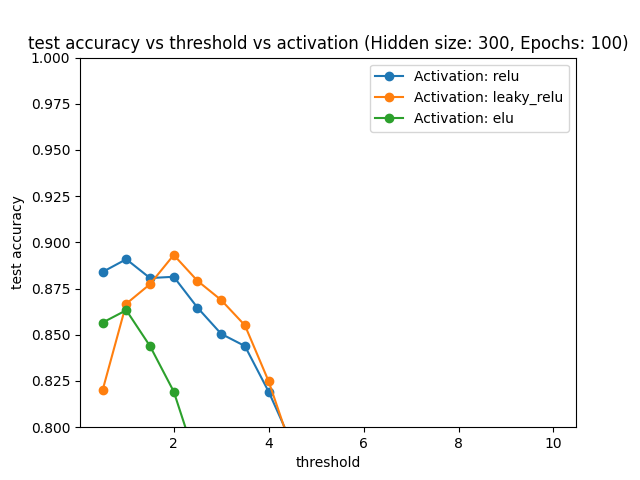 test accuracy vs threshold vs activation (Hidden size: 300, Epochs: 100)
1.000
0.975
0.950
0.925
0.900
0.875
0.850
0.825
0.800
test accuracy
Activation: relu
Activation: leaky_relu
Activation: elu
2 4 6 8 10
threshold